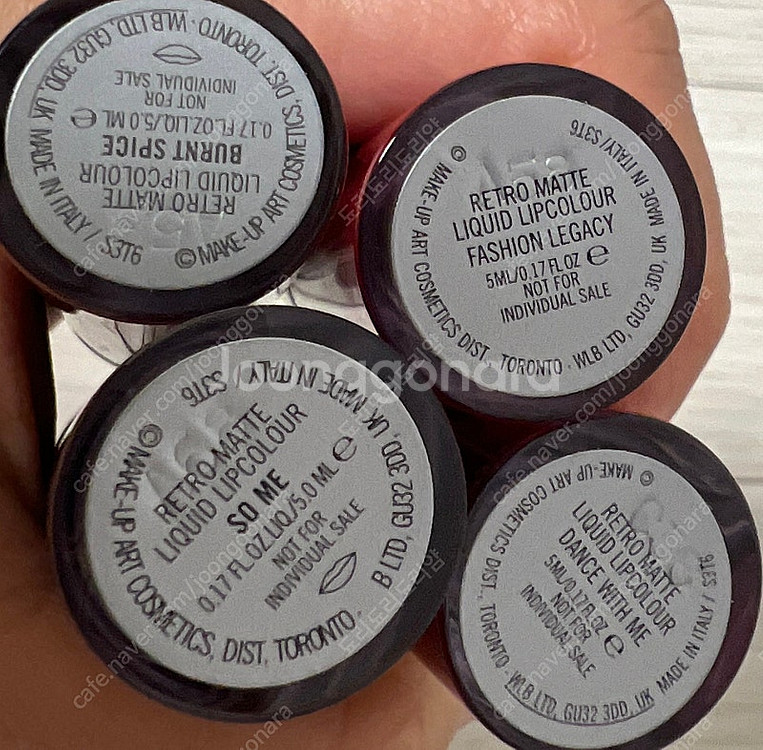 RETRO MATTE
LIQUID LIPCOLOUR
BURNT SPICE
0.17 FL.OZ.LIQ/5.0 ML e
NOT FOR
INDIVIDUAL SALE
©MAKE-UP ART COSMETICS, DIST. TORONTO · WLB LTD, GU32 3DD, UK MADE IN ITALY / S3T6
RETRO MATTE
LIQUID LIPCOLOUR
FASHION LEGACY
5ML/0.17 FL OZ e
NOT FOR
INDIVIDUAL SALE
© MAKE-UP ART COSMETICS DIST., TORONTO · WLB LTD, GU32 3DD, UK MADE IN ITALY/ S3T6
RETRO MATTE
LIQUID LIPCOLOUR
SO ME
0.17 FL.OZ.LIQ/5.0 ML e
NOT FOR
INDIVIDUAL SALE
©MAKE-UP ART COSMETICS, DIST. TORONTO · B LTD, GU32 3DD, UK MADE IN ITALY / S3T6
RETRO MATTE
LIQUID LIPCOLOUR
DANCE WITH ME
5ML/0.17 FL OZ e
NOT FOR
INDIVIDUAL SALE
© MAKE-UP ART COSMETICS DIST., TORONTO · WLB LTD, GU32 3DD, UK MADE IN ITALY / S3T6
joonggonara
cafe.naver.com/joonggonara